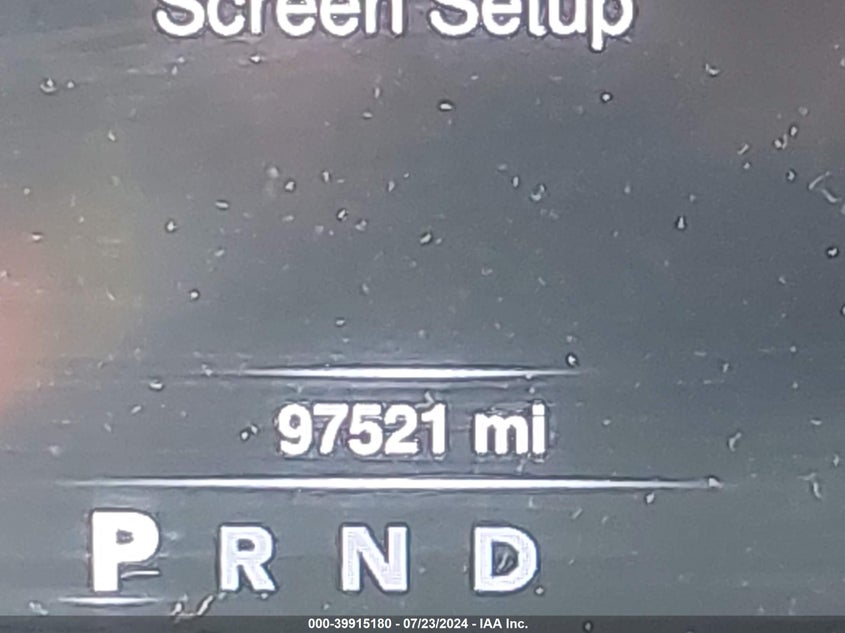 Screen Setup
97521 mi
P R N D
000-39915180 - 07/23/2024 - IAA Inc.